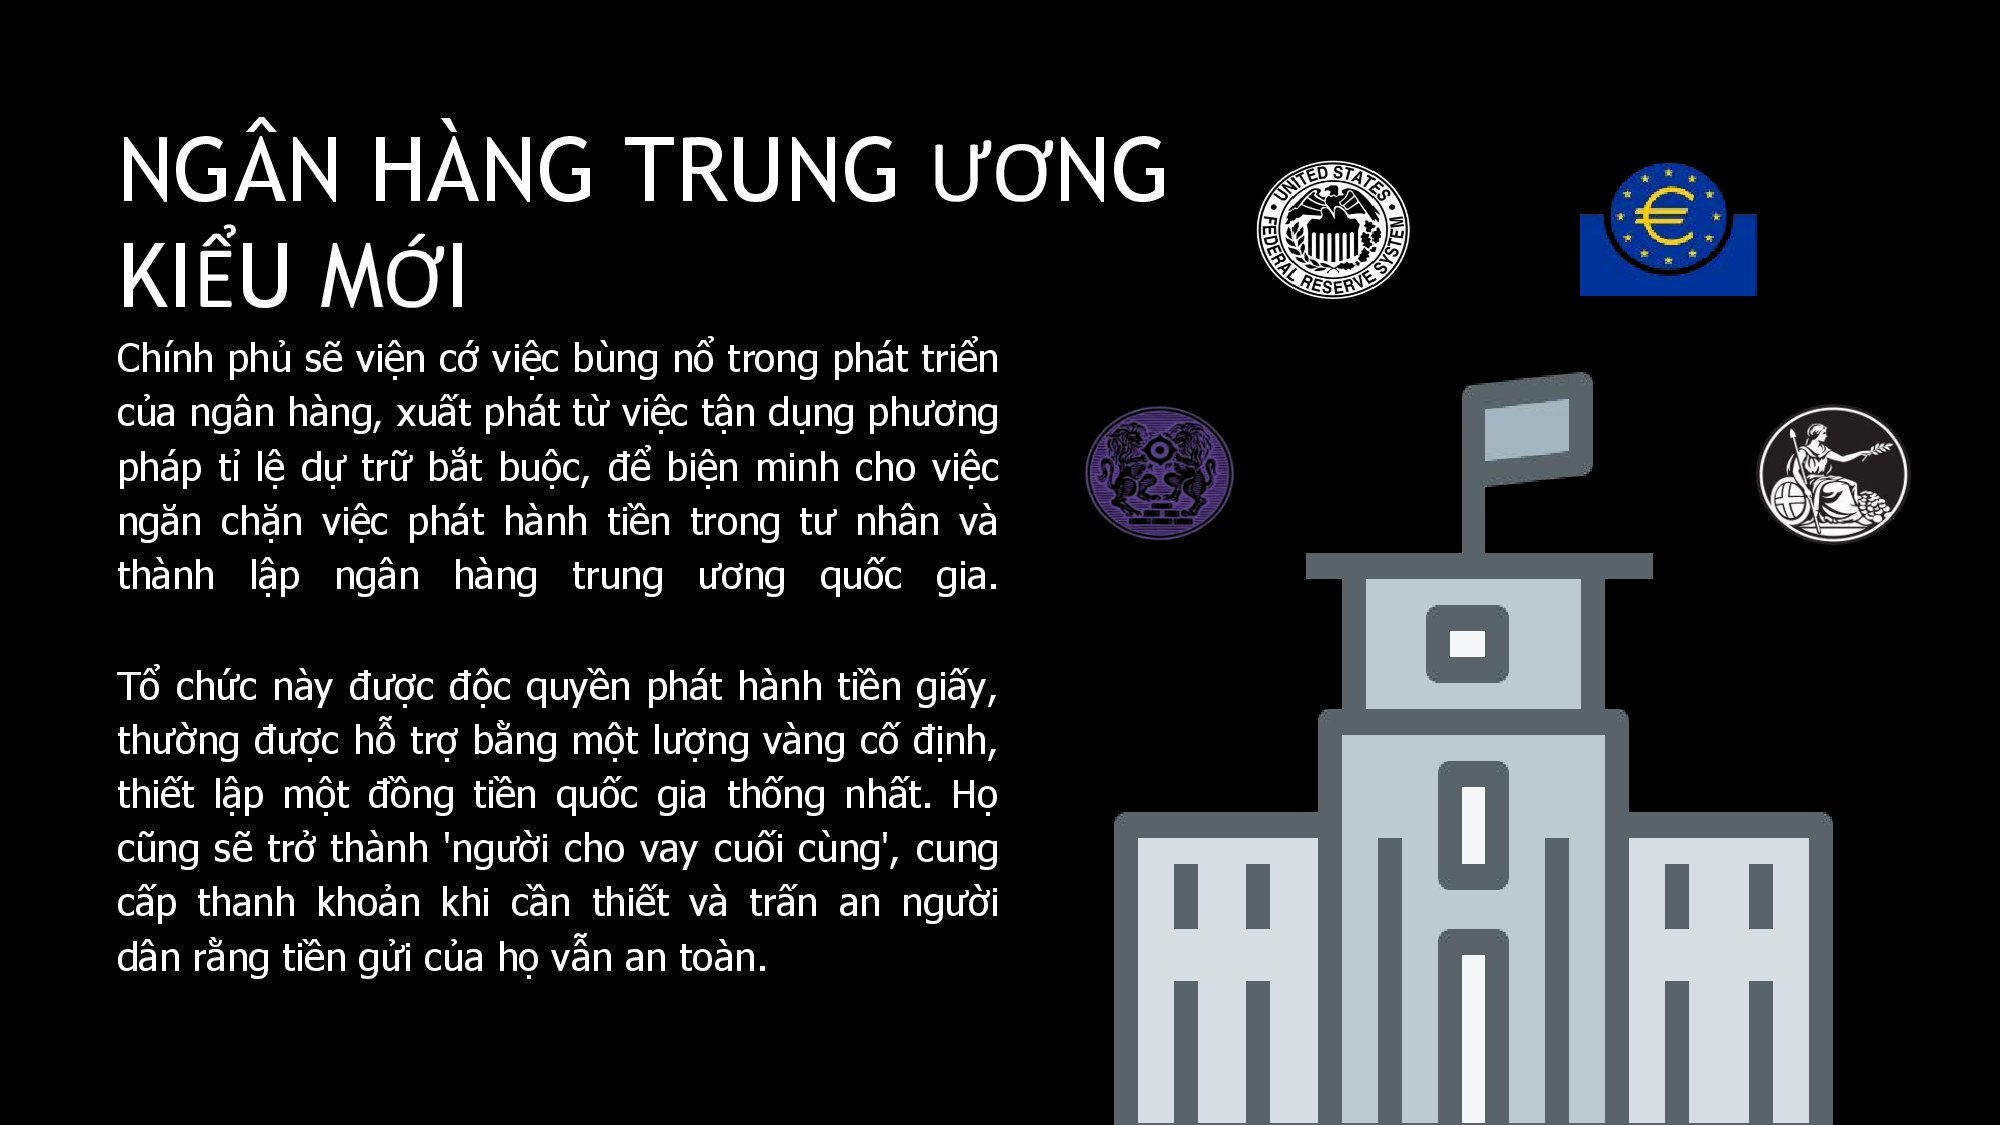 NGÂN HÀNG TRUNG ƯƠNG
KIỂU MỚI
Chính phủ sẽ viện cớ việc bùng nổ trong phát triển
của ngân hàng, xuất phát từ việc tận dụng phương
pháp tỉ lệ dự trữ bắt buộc, để biện minh cho việc
ngăn chặn việc phát hành tiền trong tư nhân và
thành lập ngân hàng trung ương quốc gia.
Tổ chức này được độc quyền phát hành tiền giấy,
thường được hỗ trợ bằng một lượng vàng cố định,
thiết lập một đồng tiền quốc gia thống nhất. Họ
cũng sẽ trở thành 'người cho vay cuối cùng', cung
cấp thanh khoản khi cần thiết và trấn an người
dân rằng tiền gửi của họ vẫn an toàn.
UNITED STATES
FEDERAL RESERVE SYSTEM
€